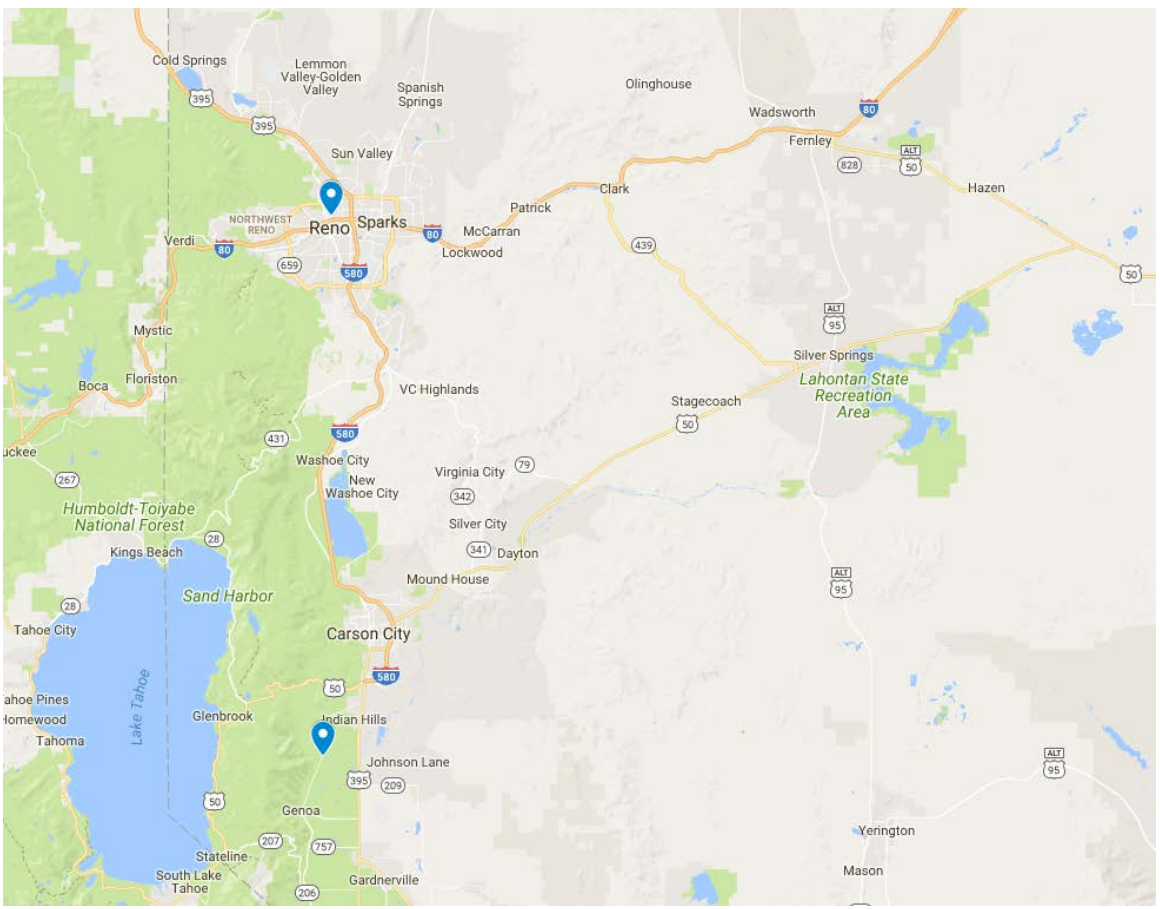 Cold Springs
Lemmon
Valley-Golden
Valley
Spanish
Springs
Olinghouse
395
395
Sun Valley
Wadsworth
80
Fernley
ALT
50
828
Hazen
Clark
Patrick
McCarran
Lockwood
80
NORTHWEST
RENO
Reno
Sparks
Verdi
80
659
580
439
50
ALT
95
Mystic
Silver Springs
Lahontan State
Recreation
Area
Floriston
Boca
VC Highlands
Stagecoach
50
431
580
uckee
267
Washoe City
New
Washoe City
Virginia City
79
342
Humboldt-Toiyabe
National Forest
28
Kings Beach
Silver City
341
Dayton
Mound House
ALT
95
Sand Harbor
28
Tahoe City
Carson City
580
50
ahoe Pines
Homewood
Tahoma
Lake Tahoe
Glenbrook
Indian Hills
Johnson Lane
395
209
ALT
95
50
Genoa
207
757
Yerington
Mason
Stateline
South Lake
Tahoe
206
Gardnerville